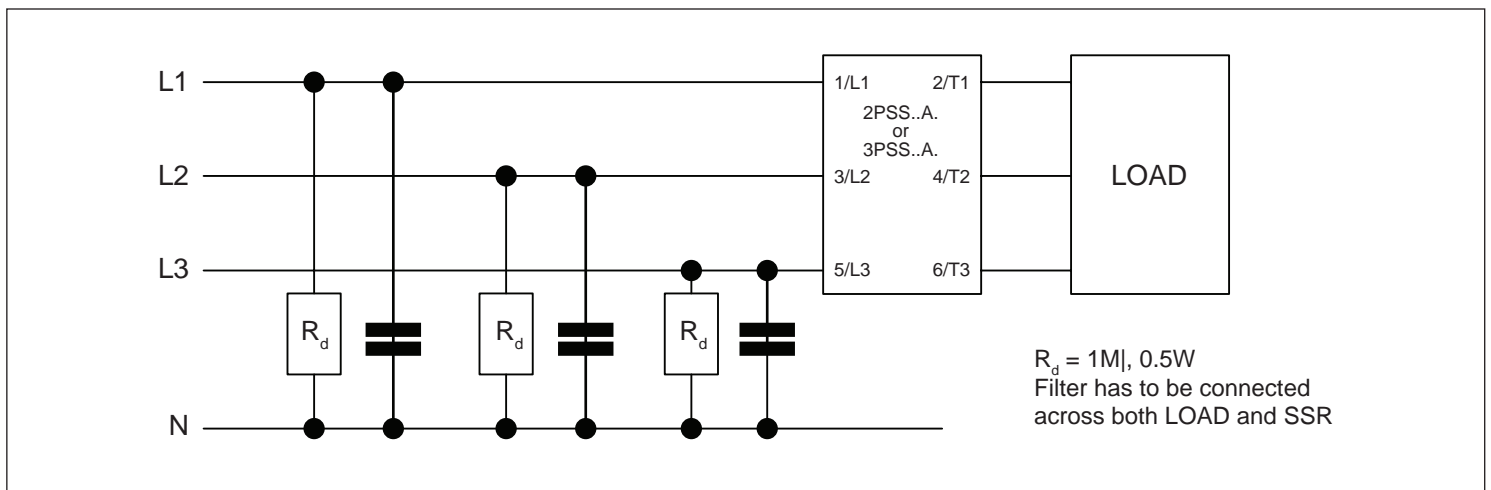 L1
1/L1 2/T1
2PSS..A.
or
3PSS..A.
L2
3/L2 4/T2
LOAD
L3
5/L3 6/T3
Rd
Rd
Rd
Rd = 1M|, 0.5W
Filter has to be connected
across both LOAD and SSR
N